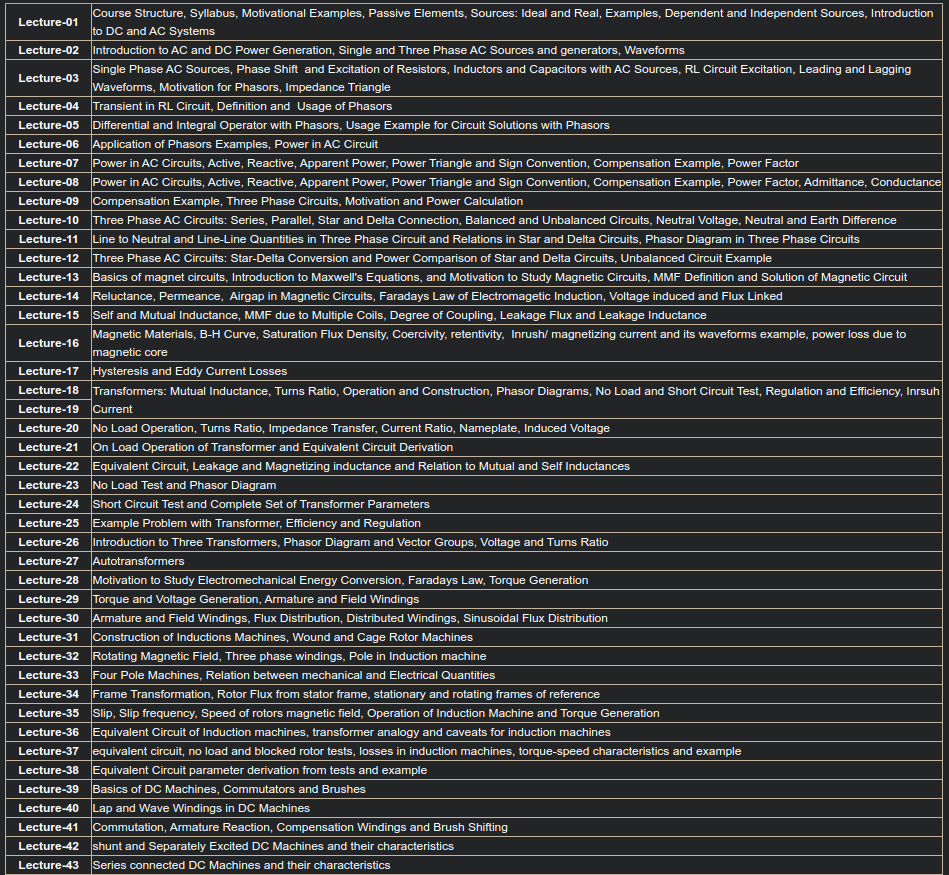 Lecture-01 Course Structure, Syllabus, Motivational Examples, Passive Elements, Sources: Ideal and Real, Examples, Dependent and Independent Sources, Introduction
to DC and AC Systems
Lecture-02 Introduction to AC and DC Power Generation, Single and Three Phase AC Sources and generators, Waveforms
Lecture-03 Single Phase AC Sources, Phase Shift and Excitation of Resistors, Inductors and Capacitors with AC Sources, RL Circuit Excitation, Leading and Lagging
Waveforms, Motivation for Phasors, Impedance Triangle
Lecture-04 Transient in RL Circuit, Definition and Usage of Phasors
Lecture-05 Differential and Integral Operator with Phasors, Usage Example for Circuit Solutions with Phasors
Lecture-06 Application of Phasors Examples, Power in AC Circuit
Lecture-07 Power in AC Circuits, Active, Reactive, Apparent Power, Power Triangle and Sign Convention, Compensation Example, Power Factor
Lecture-08 Power in AC Circuits, Active, Reactive, Apparent Power, Power Triangle and Sign Convention, Compensation Example, Power Factor, Admittance, Conductance
Lecture-09 Compensation Example, Three Phase Circuits, Motivation and Power Calculation
Lecture-10 Three Phase AC Circuits: Series, Parallel, Star and Delta Connection, Balanced and Unbalanced Circuits, Neutral Voltage, Neutral and Earth Difference
Lecture-11 Line to Neutral and Line-Line Quantities in Three Phase Circuit and Relations in Star and Delta Circuits, Phasor Diagram in Three Phase Circuits
Lecture-12 Three Phase AC Circuits: Star-Delta Conversion and Power Comparison of Star and Delta Circuits, Unbalanced Circuit Example
Lecture-13 Basics of magnet circuits, Introduction to Maxwell's Equations, and Motivation to Study Magnetic Circuits, MMF Definition and Solution of Magnetic Circuit
Lecture-14 Reluctance, Permeance, Airgap in Magnetic Circuits, Faradays Law of Electromagetic Induction, Voltage induced and Flux Linked
Lecture-15 Self and Mutual Inductance, MMF due to Multiple Coils, Degree of Coupling, Leakage Flux and Leakage Inductance
Lecture-16 Magnetic Materials, B-H Curve, Saturation Flux Density, Coercivity, retentivity, Inrush/ magnetizing current and its waveforms example, power loss due to
magnetic core
Lecture-17 Hysteresis and Eddy Current Losses
Lecture-18 Transformers: Mutual Inductance, Turns Ratio, Operation and Construction, Phasor Diagrams, No Load and Short Circuit Test, Regulation and Efficiency, Inrsuh
Lecture-19 Current
Lecture-20 No Load Operation, Turns Ratio, Impedance Transfer, Current Ratio, Nameplate, Induced Voltage
Lecture-21 On Load Operation of Transformer and Equivalent Circuit Derivation
Lecture-22 Equivalent Circuit, Leakage and Magnetizing inductance and Relation to Mutual and Self Inductances
Lecture-23 No Load Test and Phasor Diagram
Lecture-24 Short Circuit Test and Complete Set of Transformer Parameters
Lecture-25 Example Problem with Transformer, Efficiency and Regulation
Lecture-26 Introduction to Three Transformers, Phasor Diagram and Vector Groups, Voltage and Turns Ratio
Lecture-27 Autotransformers
Lecture-28 Motivation to Study Electromechanical Energy Conversion, Faradays Law, Torque Generation
Lecture-29 Torque and Voltage Generation, Armature and Field Windings
Lecture-30 Armature and Field Windings, Flux Distribution, Distributed Windings, Sinusoidal Flux Distribution
Lecture-31 Construction of Inductions Machines, Wound and Cage Rotor Machines
Lecture-32 Rotating Magnetic Field, Three phase windings, Pole in Induction machine
Lecture-33 Four Pole Machines, Relation between mechanical and Electrical Quantities
Lecture-34 Frame Transformation, Rotor Flux from stator frame, stationary and rotating frames of reference
Lecture-35 Slip, Slip frequency, Speed of rotors magnetic field, Operation of Induction Machine and Torque Generation
Lecture-36 Equivalent Circuit of Induction machines, transformer analogy and caveats for induction machines
Lecture-37 equivalent circuit, no load and blocked rotor tests, losses in induction machines, torque-speed characteristics and example
Lecture-38 Equivalent Circuit parameter derivation from tests and example
Lecture-39 Basics of DC Machines, Commutators and Brushes
Lecture-40 Lap and Wave Windings in DC Machines
Lecture-41 Commutation, Armature Reaction, Compensation Windings and Brush Shifting
Lecture-42 shunt and Separately Excited DC Machines and their characteristics
Lecture-43 Series connected DC Machines and their characteristics